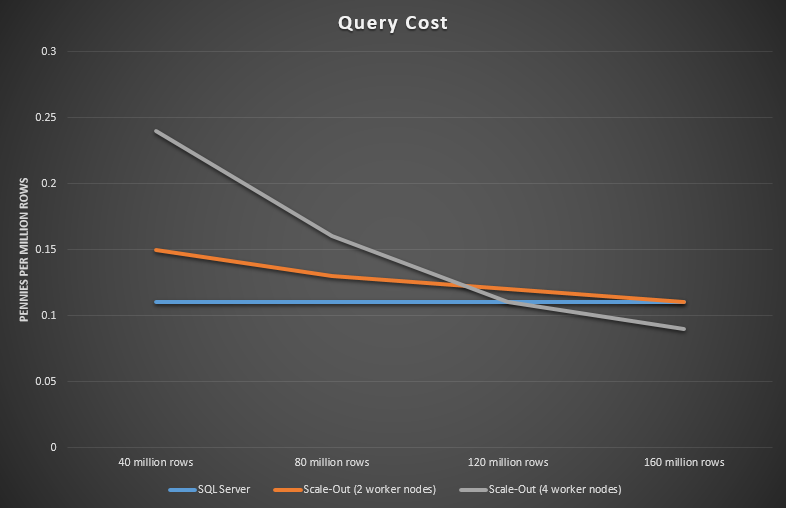 Query Cost
0.3
0.25
0.2
0.15
0.1
0.05
0
PENNIES PER MILLION ROWS
40 million rows 80 million rows 120 million rows 160 million rows
SQL Server Scale-Out (2 worker nodes) Scale-Out (4 worker nodes)